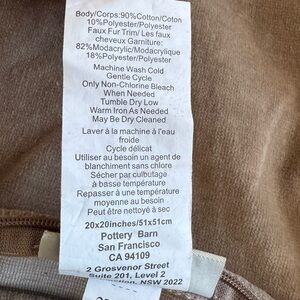 Body/Corps:90%Cotton/Coton
10%Polyester/Polyester
Faux Fur Trim/ Les faux
cheveux Garniture:
82%Modacrylic/Modacrylique
18%Polyester/Polyester
Machine Wash Cold
Gentle Cycle
Only Non-Chlorine Bleach
When Needed
Tumble Dry Low
Warm Iron As Needed
May Be Dry Cleaned
Laver à la machine à l'eau
froide
Cycle délicat
Utiliser au besoin un agent de
blanchiment sans chlore
Sécher par culbutage
à basse température
Repasser à une température
moyenne au besoin
Peut être nettoyé à sec
20x20inches/51x51cm
Pottery Barn
San Francisco
CA 94109
2 Grosvenor Street
Suite 201, Level 2
NSW 2022